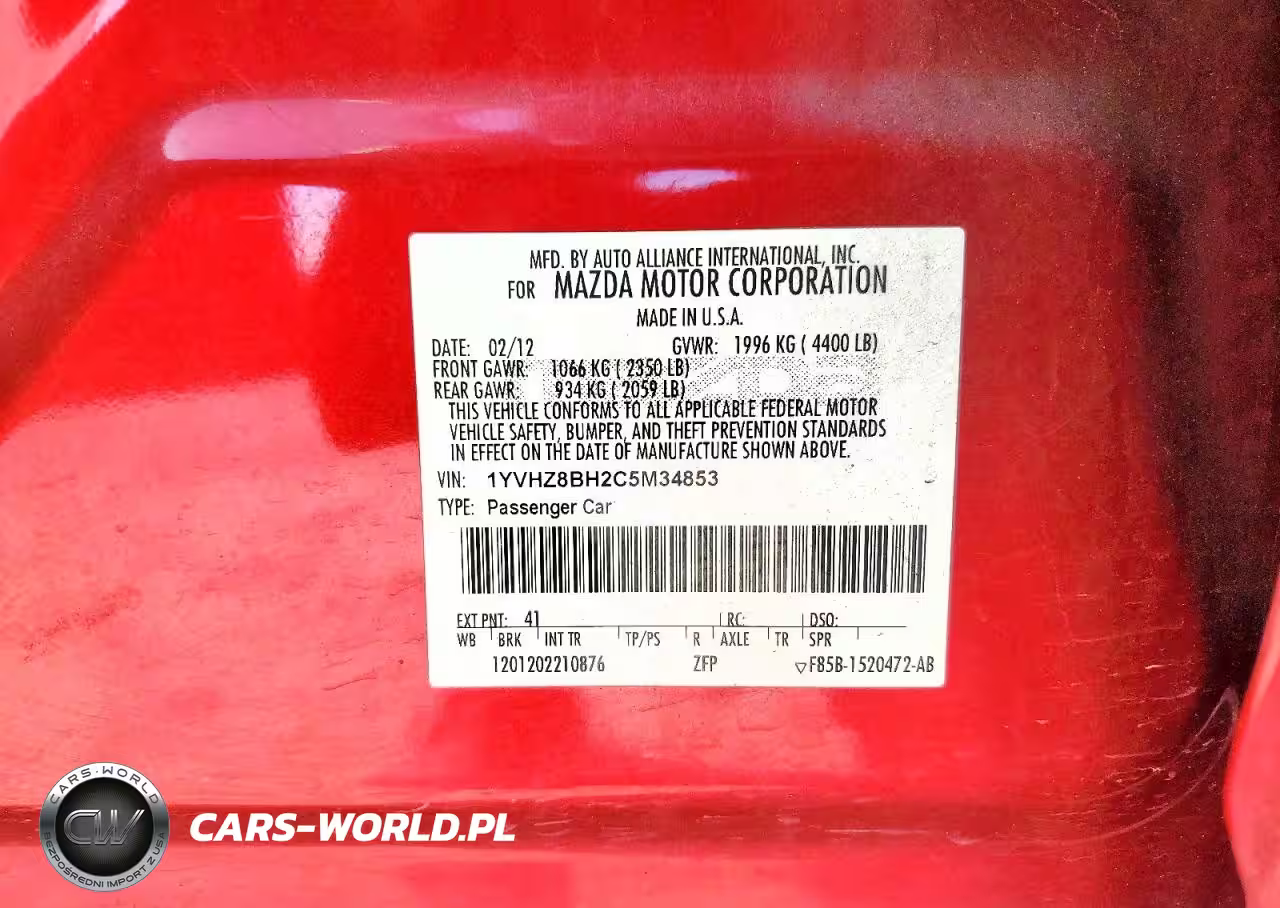 MFD. BY AUTO ALLIANCE INTERNATIONAL, INC.
FOR MAZDA MOTOR CORPORATION
MADE IN U.S.A.
DATE: 02/12 GVWR: 1996 KG ( 4400 LB)
FRONT GAWR: 1066 KG ( 2350 LB)
REAR GAWR: 934 KG ( 2059 LB)
THIS VEHICLE CONFORMS TO ALL APPLICABLE FEDERAL MOTOR
VEHICLE SAFETY, BUMPER, AND THEFT PREVENTION STANDARDS
IN EFFECT ON THE DATE OF MANUFACTURE SHOWN ABOVE.
VIN: 1YVHZ8BH2C5M34853
TYPE: Passenger Car
EXT PNT: 41 RC: DSO:
WB BRK INT TR TP/PS R AXLE TR SPR
1201202210876 ZFP ▽F85B-1520472-AB
CARS-WORLD
CW
BEZPOŚREDNI IMPORT Z USA
CARS-WORLD.PL